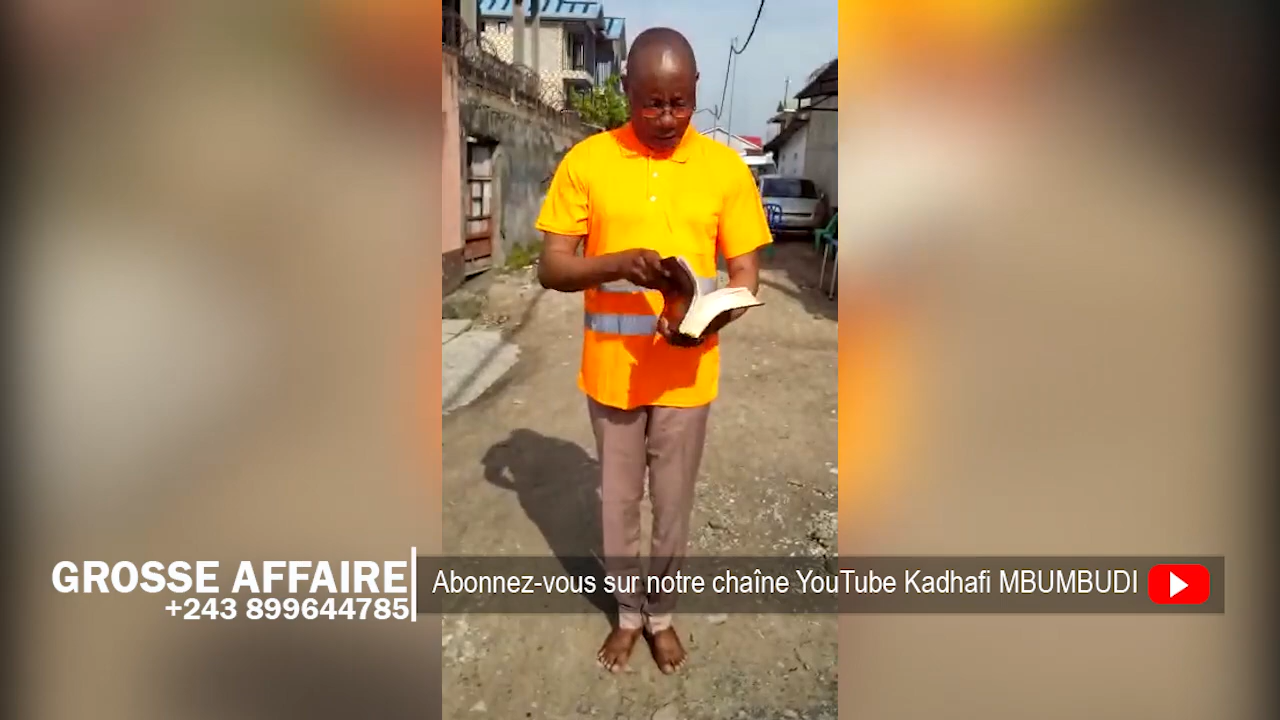 GROSSE AFFAIRE
+243 899644785
Abonnez-vous sur notre chaîne YouTube Kadhafi MBUMBUDI